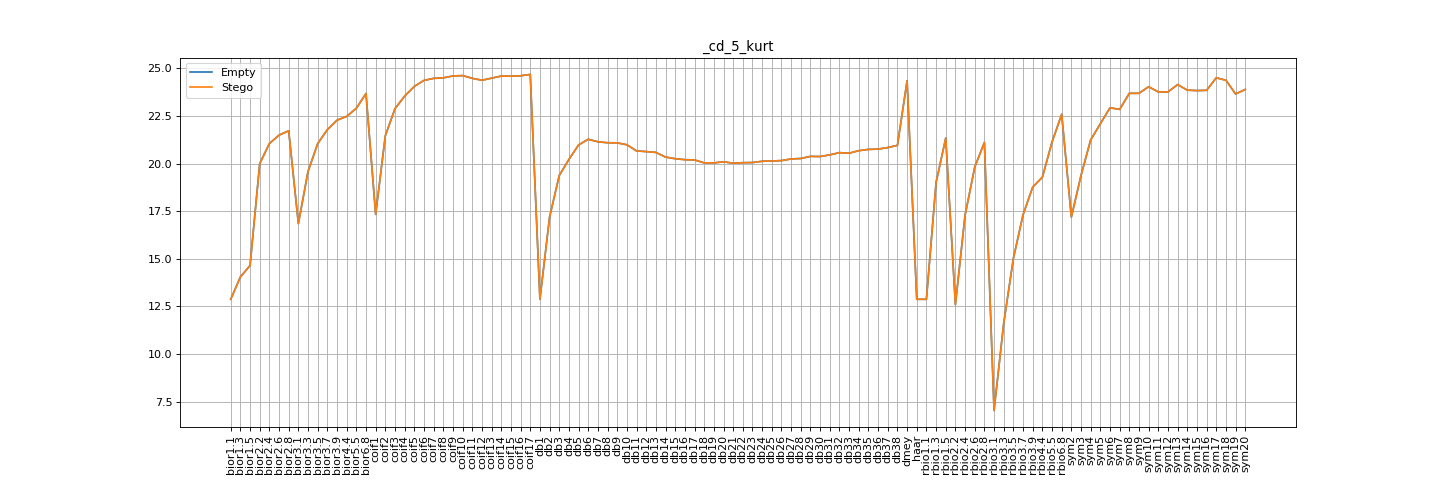 _cd_5_kurt
Empty
Stego
25.0
22.5
20.0
17.5
15.0
12.5
10.0
7.5
bior1.1
bior1.3
bior1.5
bior2.2
bior2.4
bior2.6
bior2.8
bior3.1
bior3.3
bior3.5
bior3.7
bior3.9
bior4.4
bior5.5
bior6.8
coif1
coif2
coif3
coif4
coif5
coif6
coif7
coif8
coif9
coif10
coif11
coif12
coif13
coif14
coif15
coif16
coif17
db1
db2
db3
db4
db5
db6
db7
db8
db9
db10
db11
db12
db13
db14
db15
db16
db17
db18
db19
db20
db21
db22
db23
db24
db25
db26
db27
db28
db29
db30
db31
db32
db33
db34
db35
db36
db37
db38
dmey
haar
rbio1.1
rbio1.3
rbio1.5
rbio2.2
rbio2.4
rbio2.6
rbio2.8
rbio3.1
rbio3.3
rbio3.5
rbio3.7
rbio3.9
rbio4.4
rbio5.5
rbio6.8
sym2
sym3
sym4
sym5
sym6
sym7
sym8
sym9
sym10
sym11
sym12
sym13
sym14
sym15
sym16
sym17
sym18
sym19
sym20